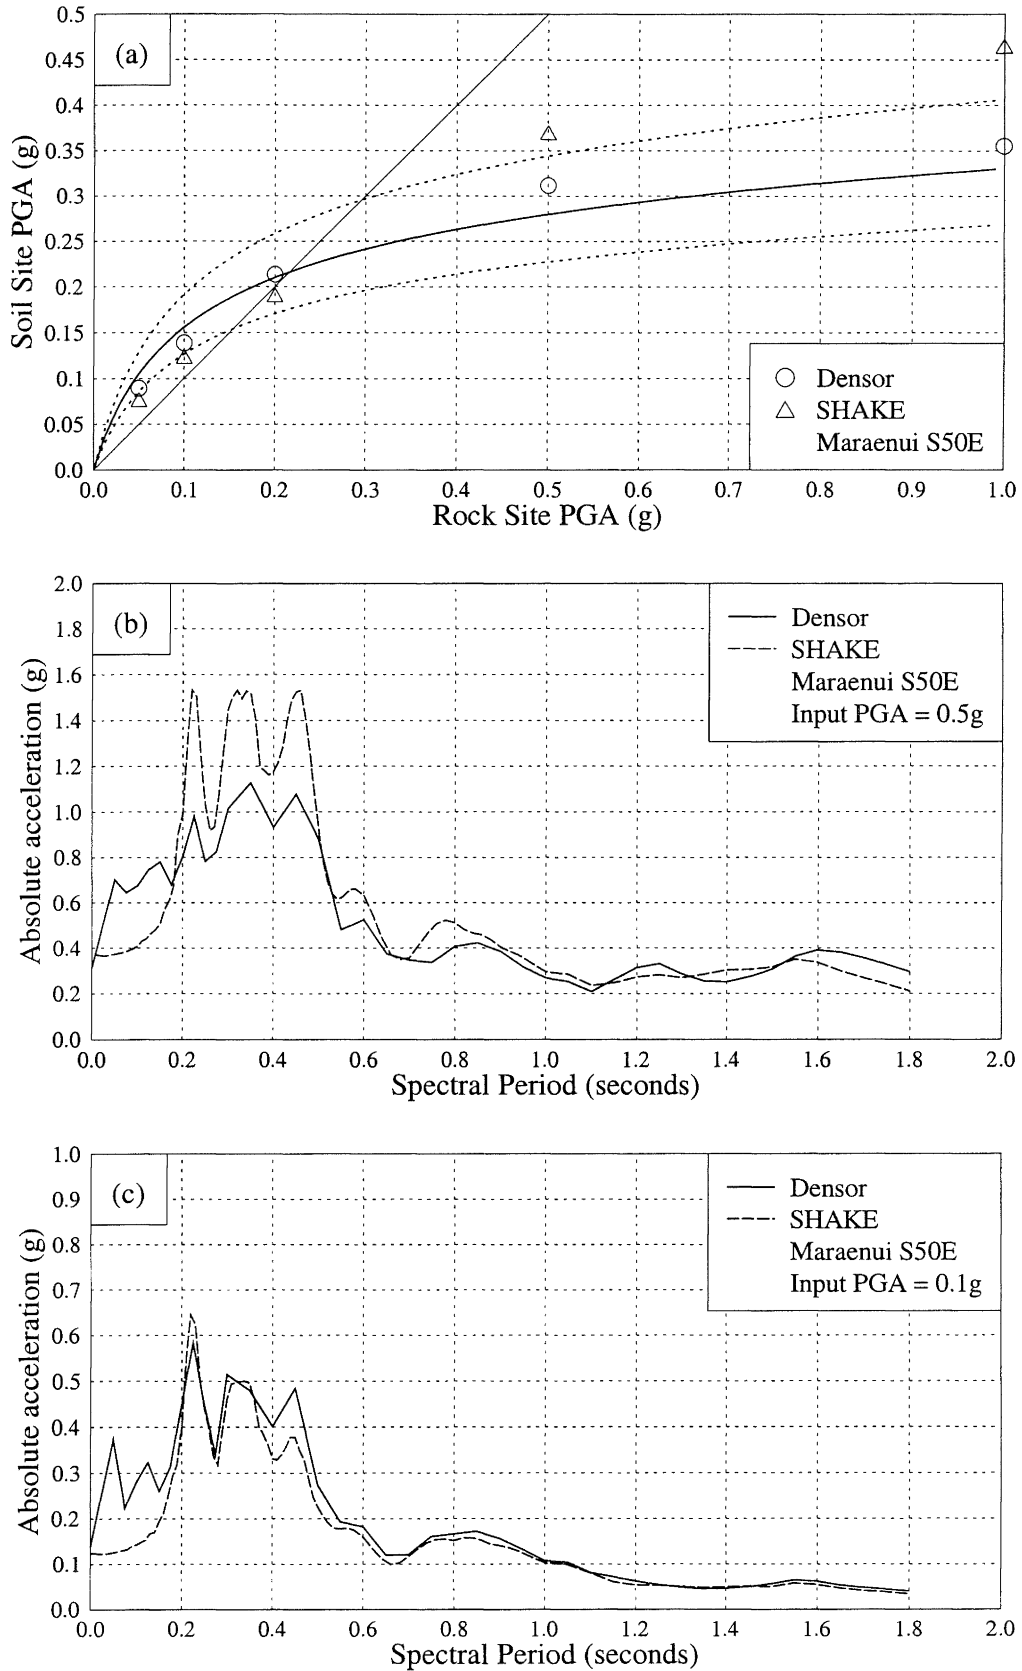 (a)
0.5
0.45
0.4
0.35
0.3
0.25
0.2
0.15
0.1
0.05
0.0
Soil Site PGA (g)
Densor
SHAKE
Maraenui S50E
0.0 0.1 0.2 0.3 0.4 0.5 0.6 0.7 0.8 0.9 1.0
Rock Site PGA (g)
(b)
2.0
1.8
1.6
1.4
1.2
1.0
0.8
0.6
0.4
0.2
0.0
Absolute acceleration (g)
Densor
SHAKE
Maraenui S50E
Input PGA = 0.5g
0.0 0.2 0.4 0.6 0.8 1.0 1.2 1.4 1.6 1.8 2.0
Spectral Period (seconds)
(c)
1.0
0.9
0.8
0.7
0.6
0.5
0.4
0.3
0.2
0.1
0.0
Absolute acceleration (g)
Densor
SHAKE
Maraenui S50E
Input PGA = 0.1g
0.0 0.2 0.4 0.6 0.8 1.0 1.2 1.4 1.6 1.8 2.0
Spectral Period (seconds)